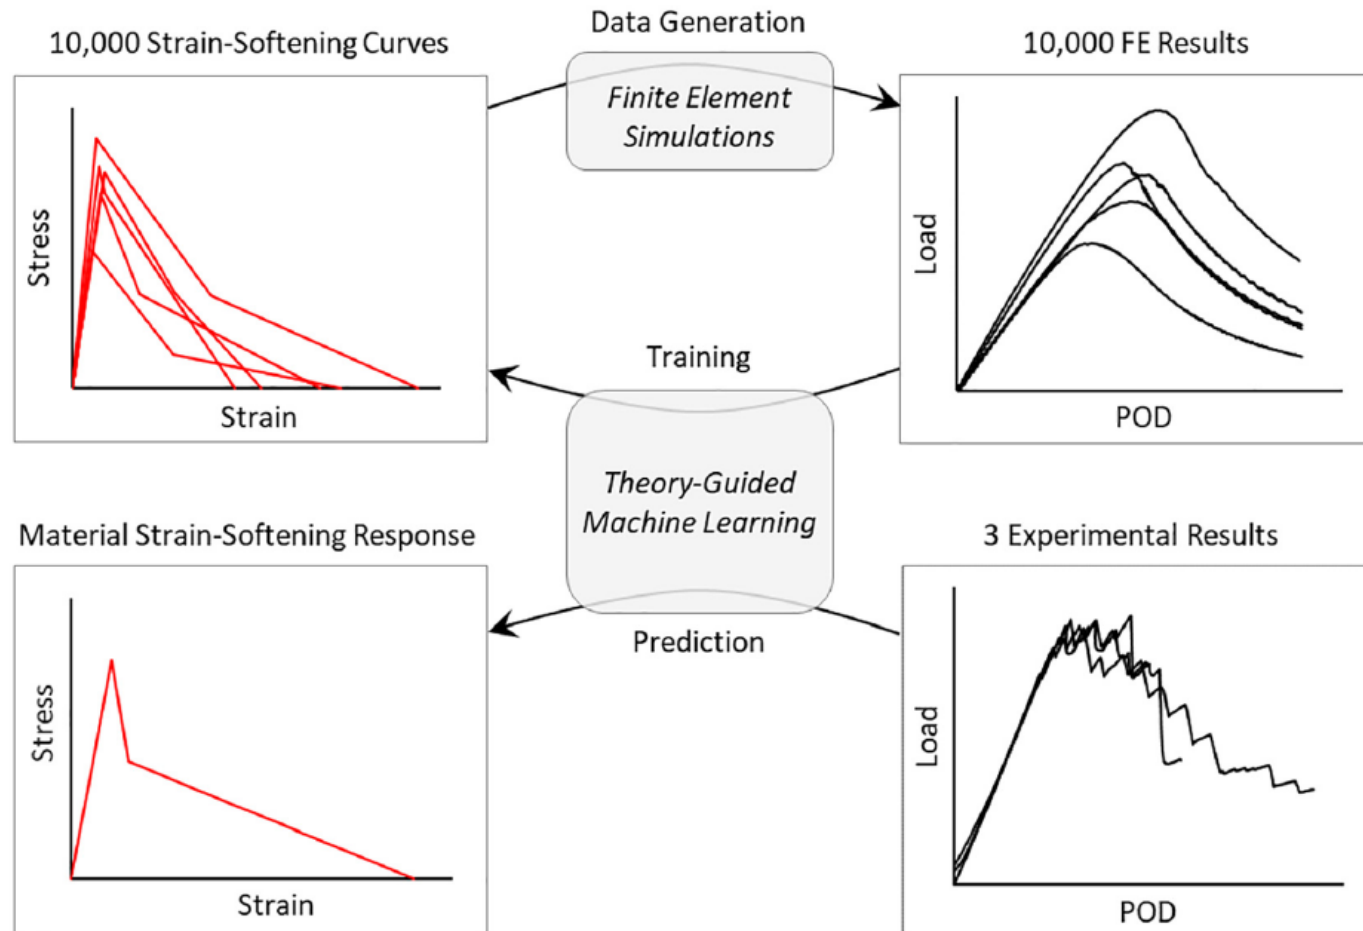 Data Generation
10,000 Strain-Softening Curves
10,000 FE Results
Finite Element
Simulations
Stress
Strain
Load
POD
Training
Theory-Guided
Machine Learning
Material Strain-Softening Response
3 Experimental Results
Prediction
Stress
Strain
Load
POD